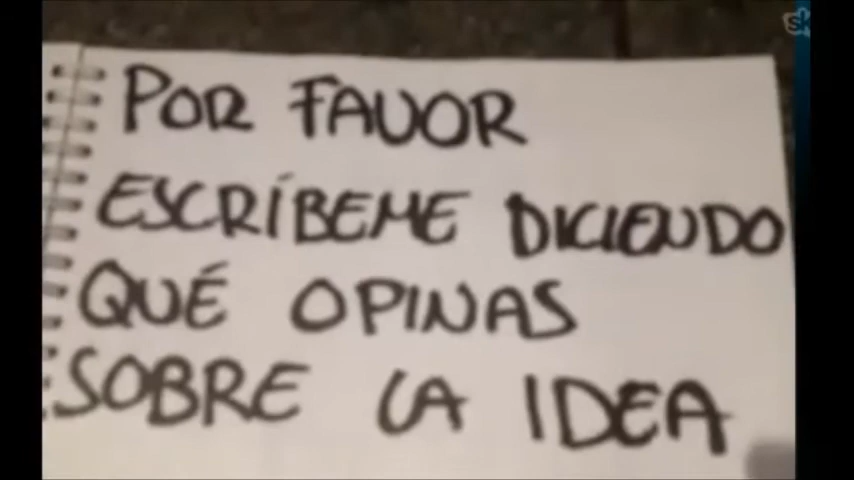 POR FAVOR
ESCRÍBEME DICIENDO
QUÉ OPINAS
SOBRE LA IDEA